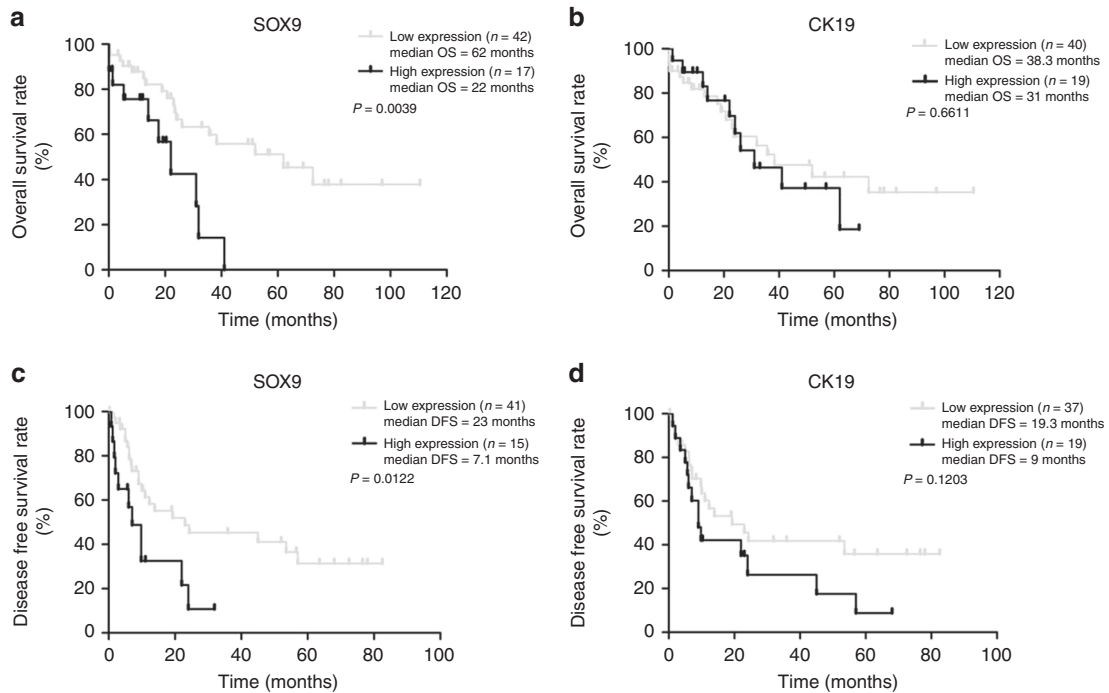 a
SOX9
Low expression (n = 42)
median OS = 62 months
High expression (n = 17)
median OS = 22 months
P = 0.0039
Overall survival rate
(%)
100
80
60
40
20
0
0 20 40 60 80 100 120
Time (months)
b
CK19
Low expression (n = 40)
median OS = 38.3 months
High expression (n = 19)
median OS = 31 months
P = 0.6611
Overall survival rate
(%)
100
80
60
40
20
0
0 20 40 60 80 100 120
Time (months)
c
SOX9
Low expression (n = 41)
median DFS = 23 months
High expression (n = 15)
median DFS = 7.1 months
P = 0.0122
Disease free survival rate
(%)
100
80
60
40
20
0
0 20 40 60 80 100
Time (months)
d
CK19
Low expression (n = 37)
median DFS = 19.3 months
High expression (n = 19)
median DFS = 9 months
P = 0.1203
Disease free survival rate
(%)
100
80
60
40
20
0
0 20 40 60 80 100
Time (months)